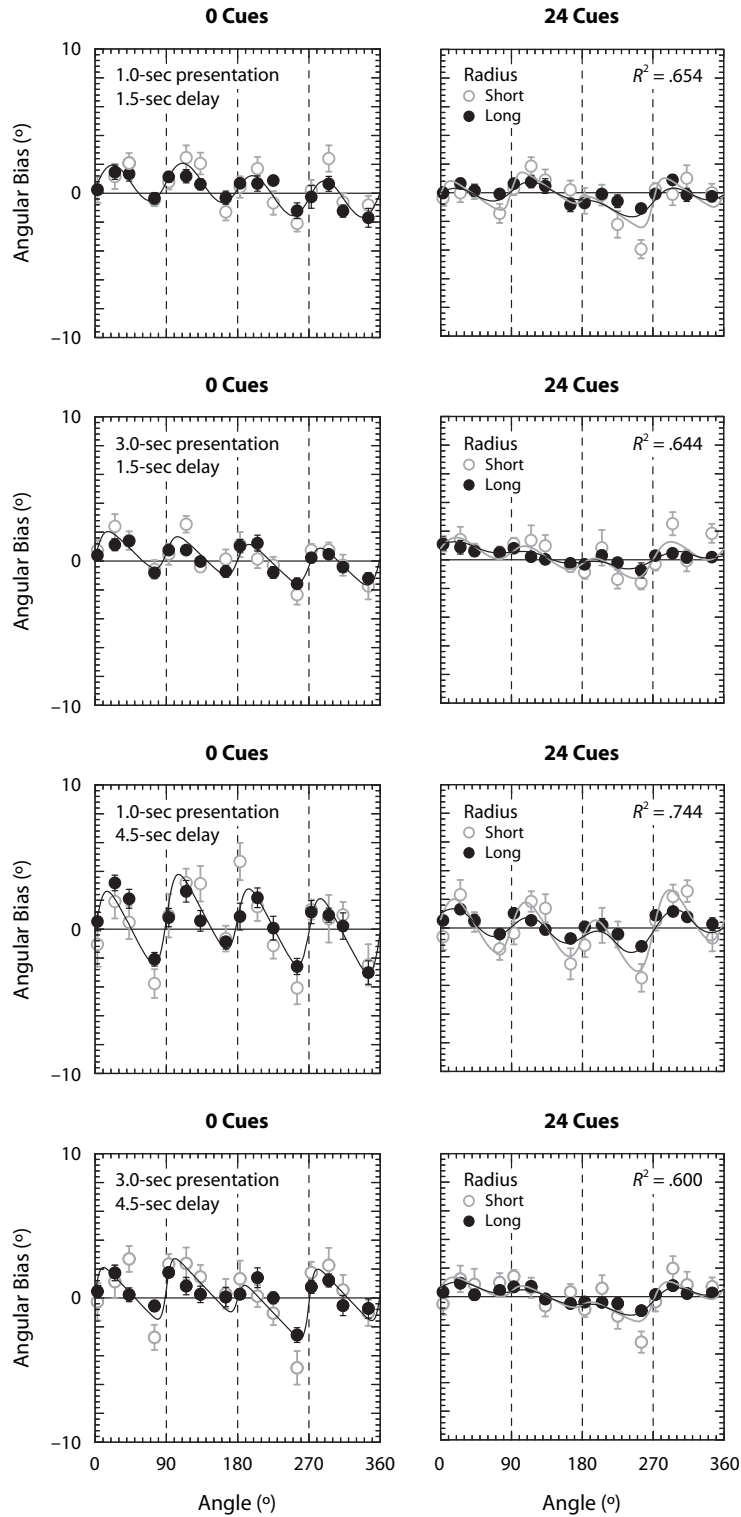 0 Cues
24 Cues
10
0
−10
Angular Bias (º)
1.0-sec presentation
1.5-sec delay
Radius
Short
Long
R² = .654
0 Cues
24 Cues
10
0
−10
Angular Bias (º)
3.0-sec presentation
1.5-sec delay
Radius
Short
Long
R² = .644
0 Cues
24 Cues
10
0
−10
Angular Bias (º)
1.0-sec presentation
4.5-sec delay
Radius
Short
Long
R² = .744
0 Cues
24 Cues
10
0
−10
Angular Bias (º)
3.0-sec presentation
4.5-sec delay
Radius
Short
Long
R² = .600
0 90 180 270 360
0 90 180 270 360
Angle (º)
Angle (º)